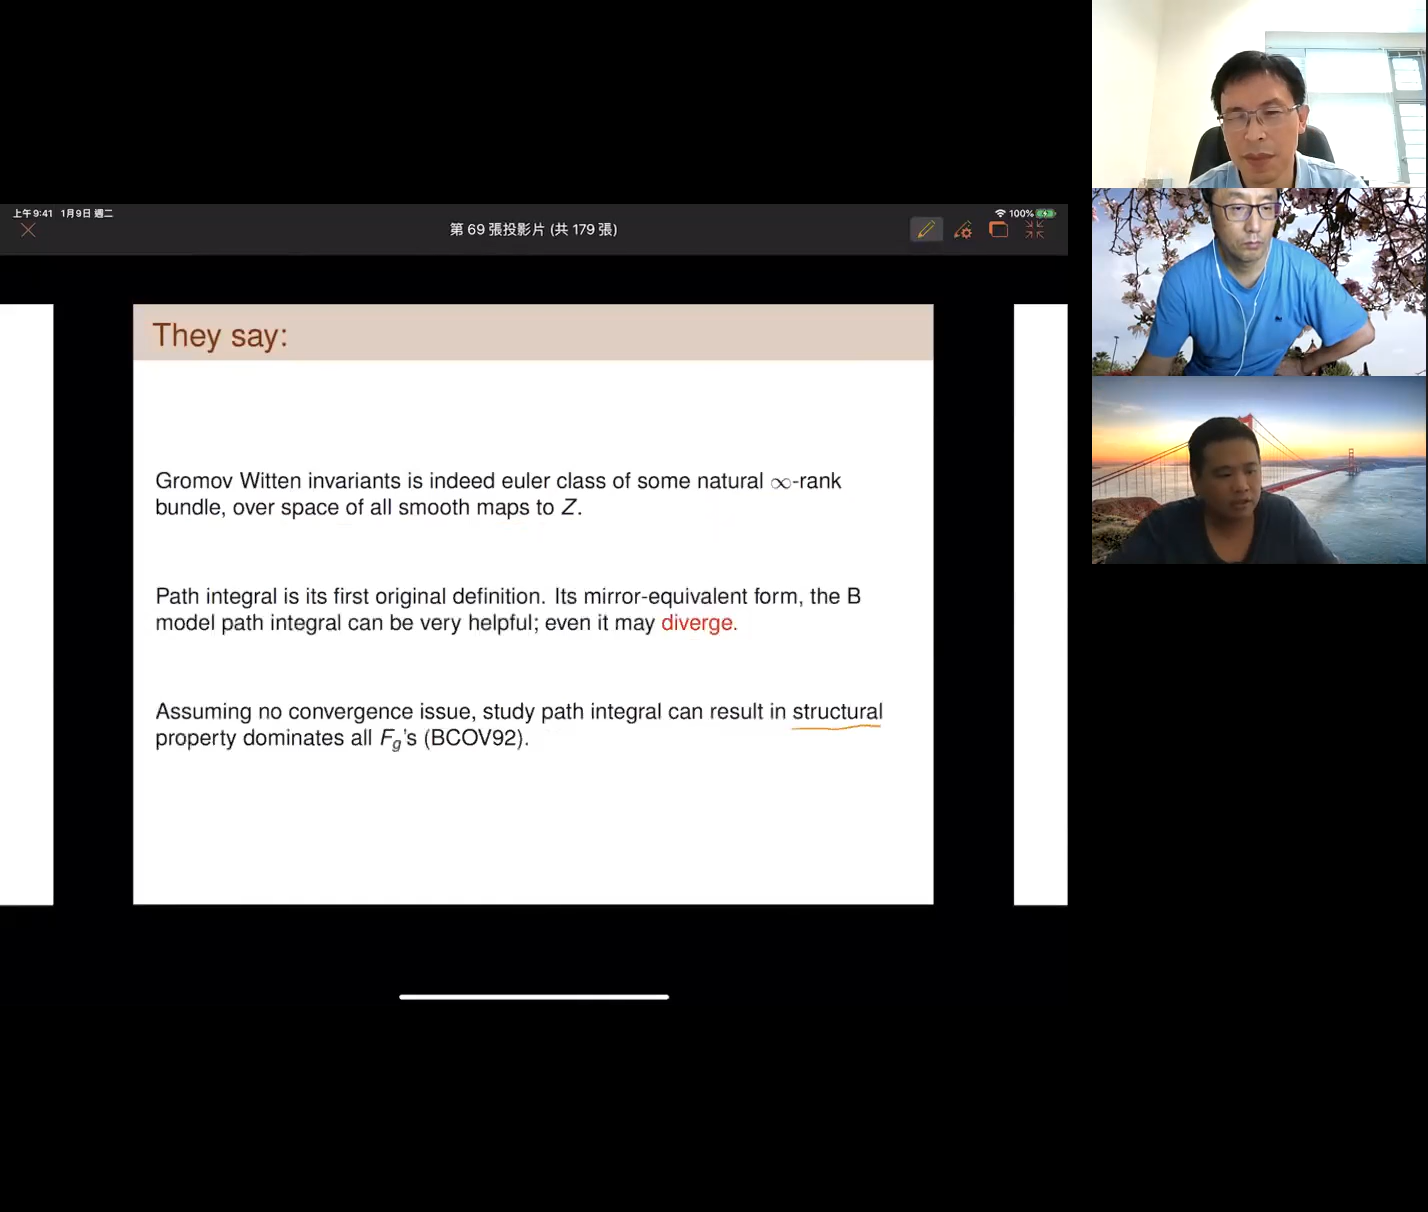 上午9:41 1月9日 週二
100%
第 69 張投影片 (共 179 張)
They say:
Gromov Witten invariants is indeed euler class of some natural ∞-rank
bundle, over space of all smooth maps to Z.
Path integral is its first original definition. Its mirror-equivalent form, the B
model path integral can be very helpful; even it may diverge.
Assuming no convergence issue, study path integral can result in structural
property dominates all F_g's (BCOV92).